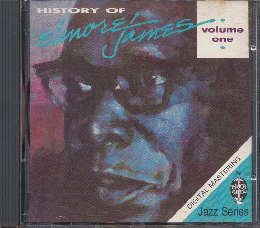 HISTORY OF
Elmore James
volume
one
DIGITAL MASTERING
Jazz Series